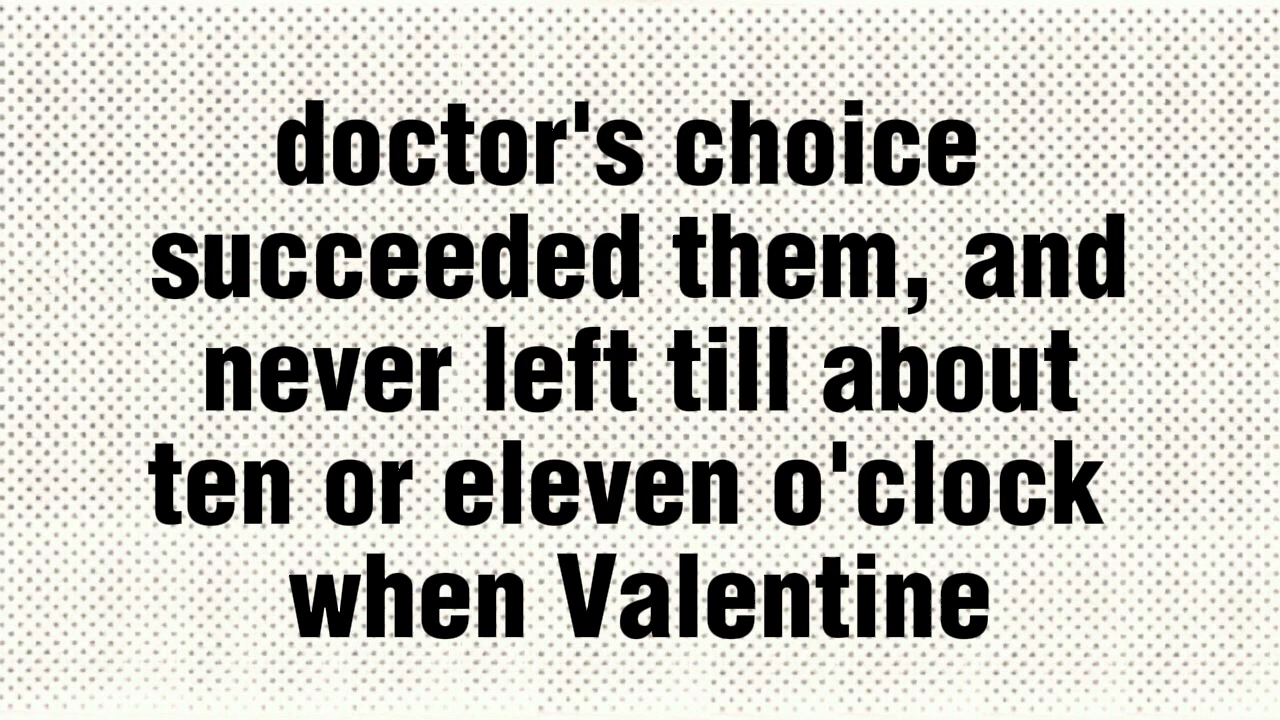 doctor's choice
succeeded them, and
never left till about
ten or eleven o'clock
when Valentine